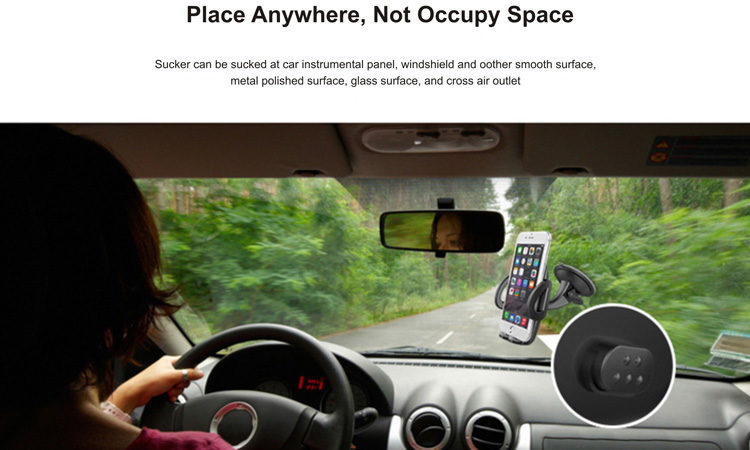 Place Anywhere, Not Occupy Space
Sucker can be sucked at car instrumental panel, windshield and oother smooth surface,
metal polished surface, glass surface, and cross air outlet